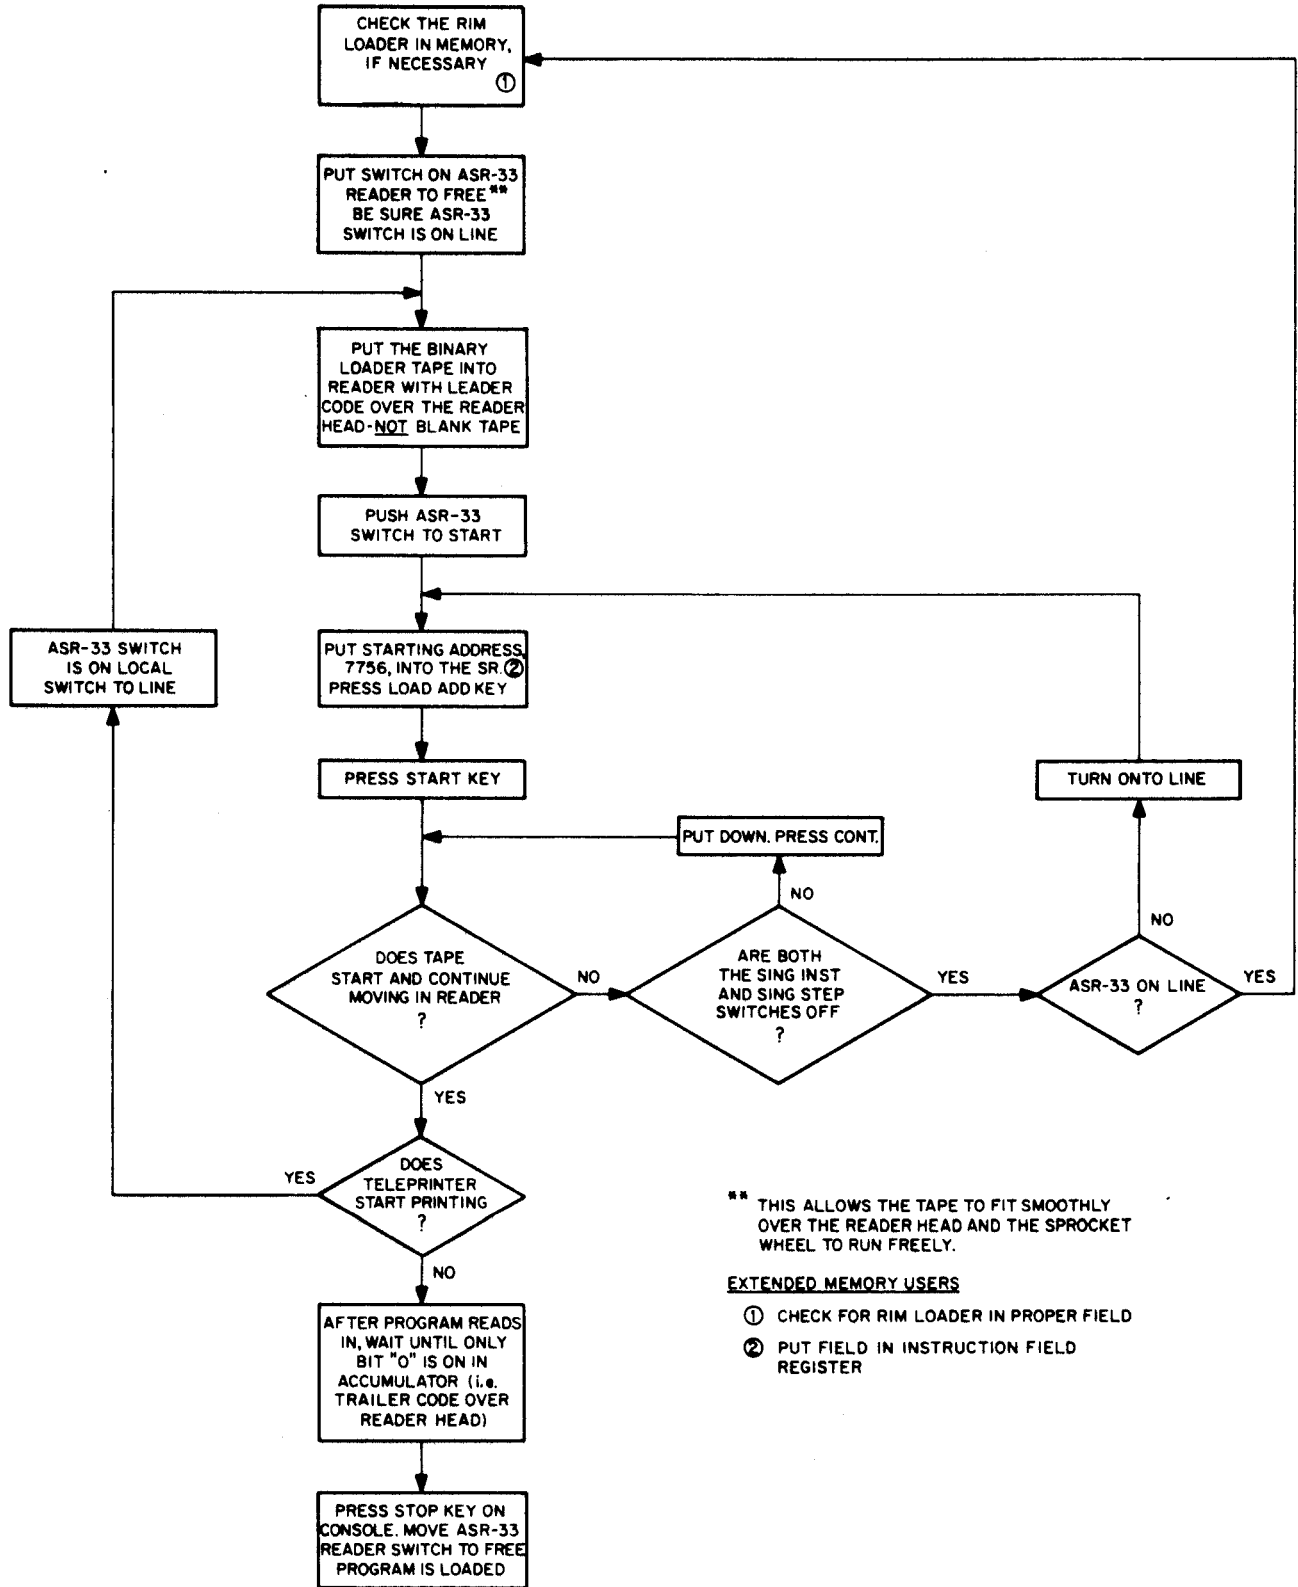 CHECK THE RIM
LOADER IN MEMORY,
IF NECESSARY
①
PUT SWITCH ON ASR-33
READER TO FREE**
BE SURE ASR-33
SWITCH IS ON LINE
PUT THE BINARY
LOADER TAPE INTO
READER WITH LEADER
CODE OVER THE READER
HEAD-NOT BLANK TAPE
PUSH ASR-33
SWITCH TO START
ASR-33 SWITCH
IS ON LOCAL
SWITCH TO LINE
PUT STARTING ADDRESS,
7756, INTO THE SR.②
PRESS LOAD ADD KEY
PRESS START KEY
TURN ONTO LINE
PUT DOWN. PRESS CONT.
NO
NO
DOES TAPE
START AND CONTINUE
MOVING IN READER
?
NO
ARE BOTH
THE SING INST
AND SING STEP
SWITCHES OFF
?
YES
ASR-33 ON LINE
?
YES
YES
YES
DOES
TELEPRINTER
START PRINTING
?
NO
** THIS ALLOWS THE TAPE TO FIT SMOOTHLY
OVER THE READER HEAD AND THE SPROCKET
WHEEL TO RUN FREELY.
EXTENDED MEMORY USERS
① CHECK FOR RIM LOADER IN PROPER FIELD
② PUT FIELD IN INSTRUCTION FIELD
REGISTER
AFTER PROGRAM READS
IN, WAIT UNTIL ONLY
BIT "0" IS ON IN
ACCUMULATOR (i.e.
TRAILER CODE OVER
READER HEAD)
PRESS STOP KEY ON
CONSOLE. MOVE ASR-33
READER SWITCH TO FREE
PROGRAM IS LOADED